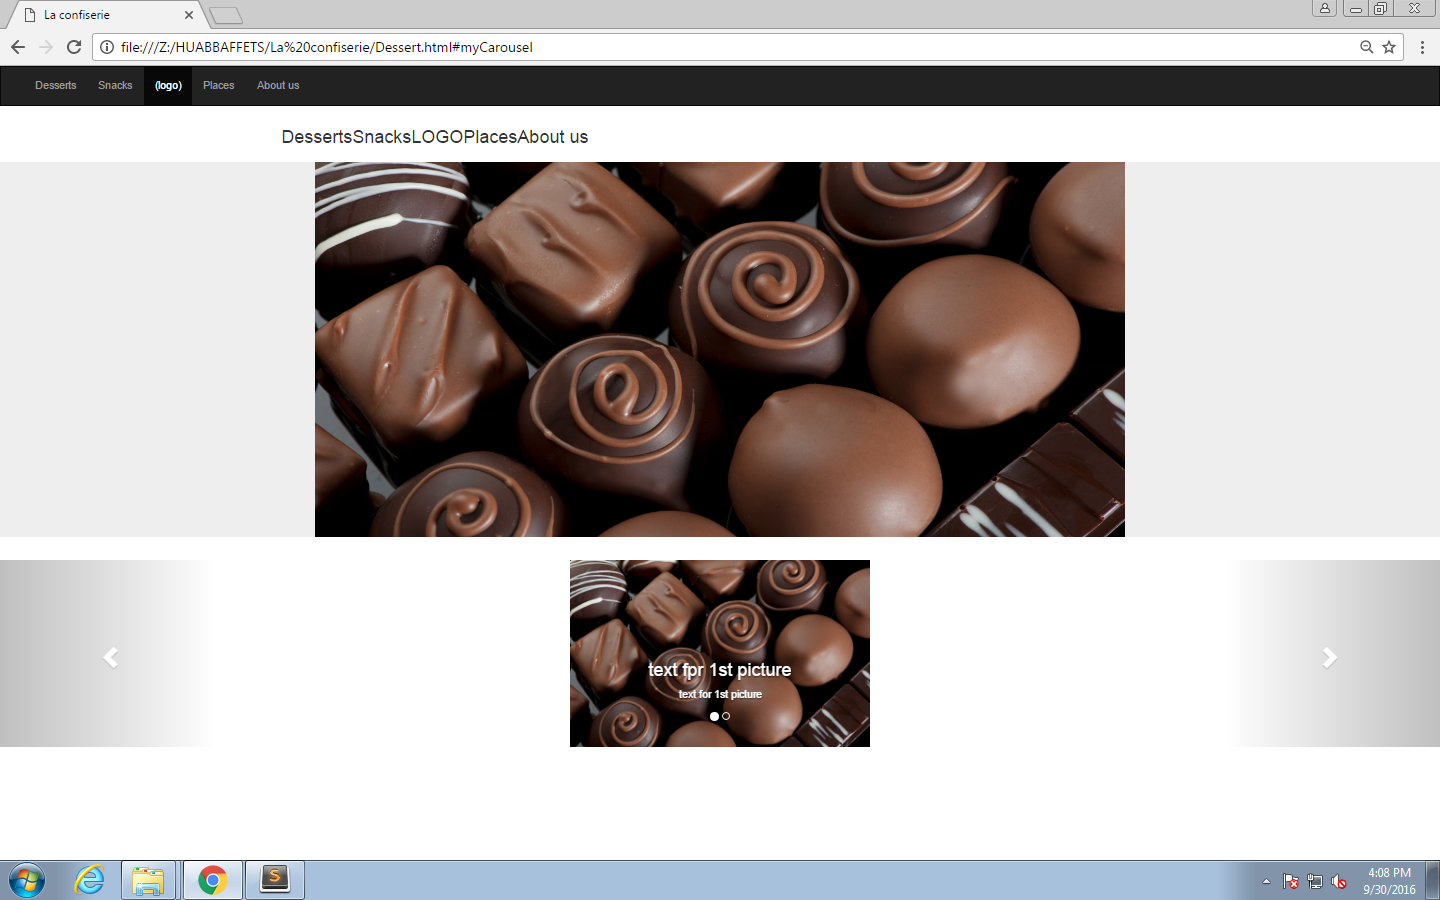 La confiserie
file:///Z:/HUABBAFFETS/La%20confiserie/Dessert.html#myCarousel
Desserts Snacks (logo) Places About us
DessertsSnacksLOGOPlacesAbout us
text fpr 1st picture
text for 1st picture
4:08 PM
9/30/2016